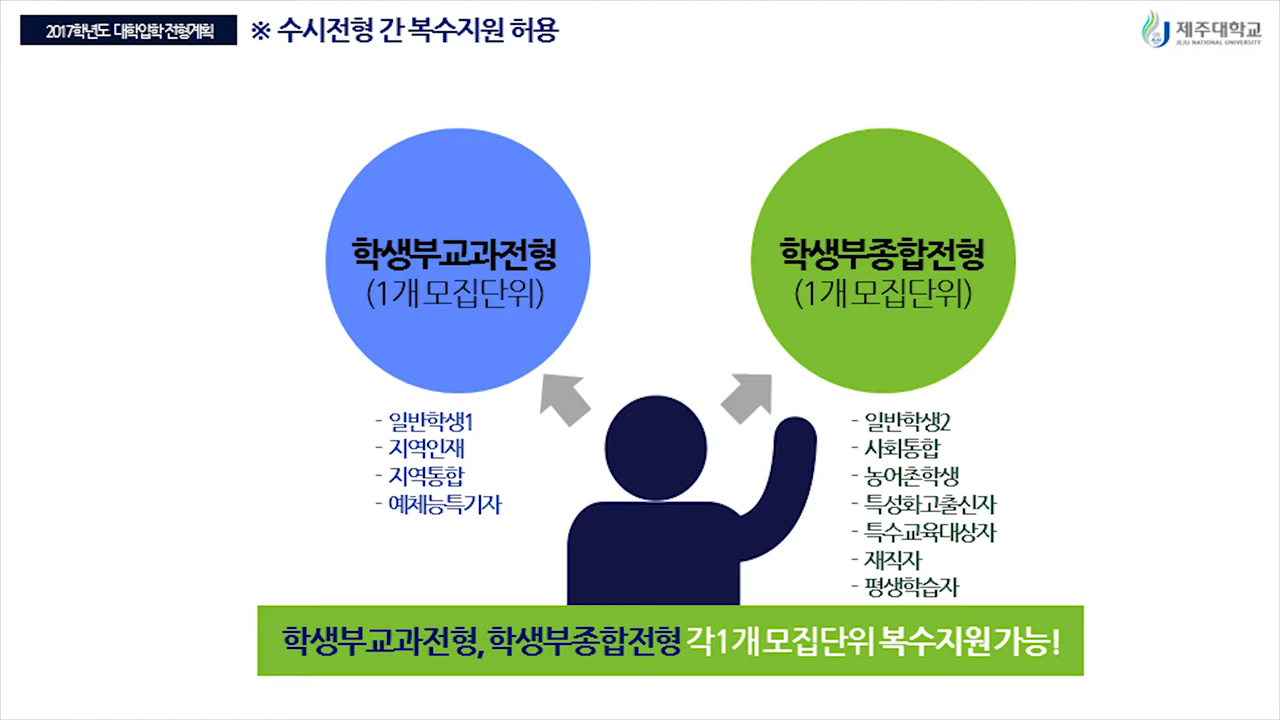 2017학년도 대학입학 전형계획
※ 수시전형 간 복수지원 허용
제주대학교
JEJU NATIONAL UNIVERSITY
학생부교과전형
(1개 모집단위)
- 일반학생1
- 지역인재
- 지역통합
- 예체능특기자
학생부종합전형
(1개 모집단위)
- 일반학생2
- 사회통합
- 농어촌학생
- 특성화고출신자
- 특수교육대상자
- 재직자
- 평생학습자
학생부교과전형, 학생부종합전형 각1개 모집단위 복수지원 가능!